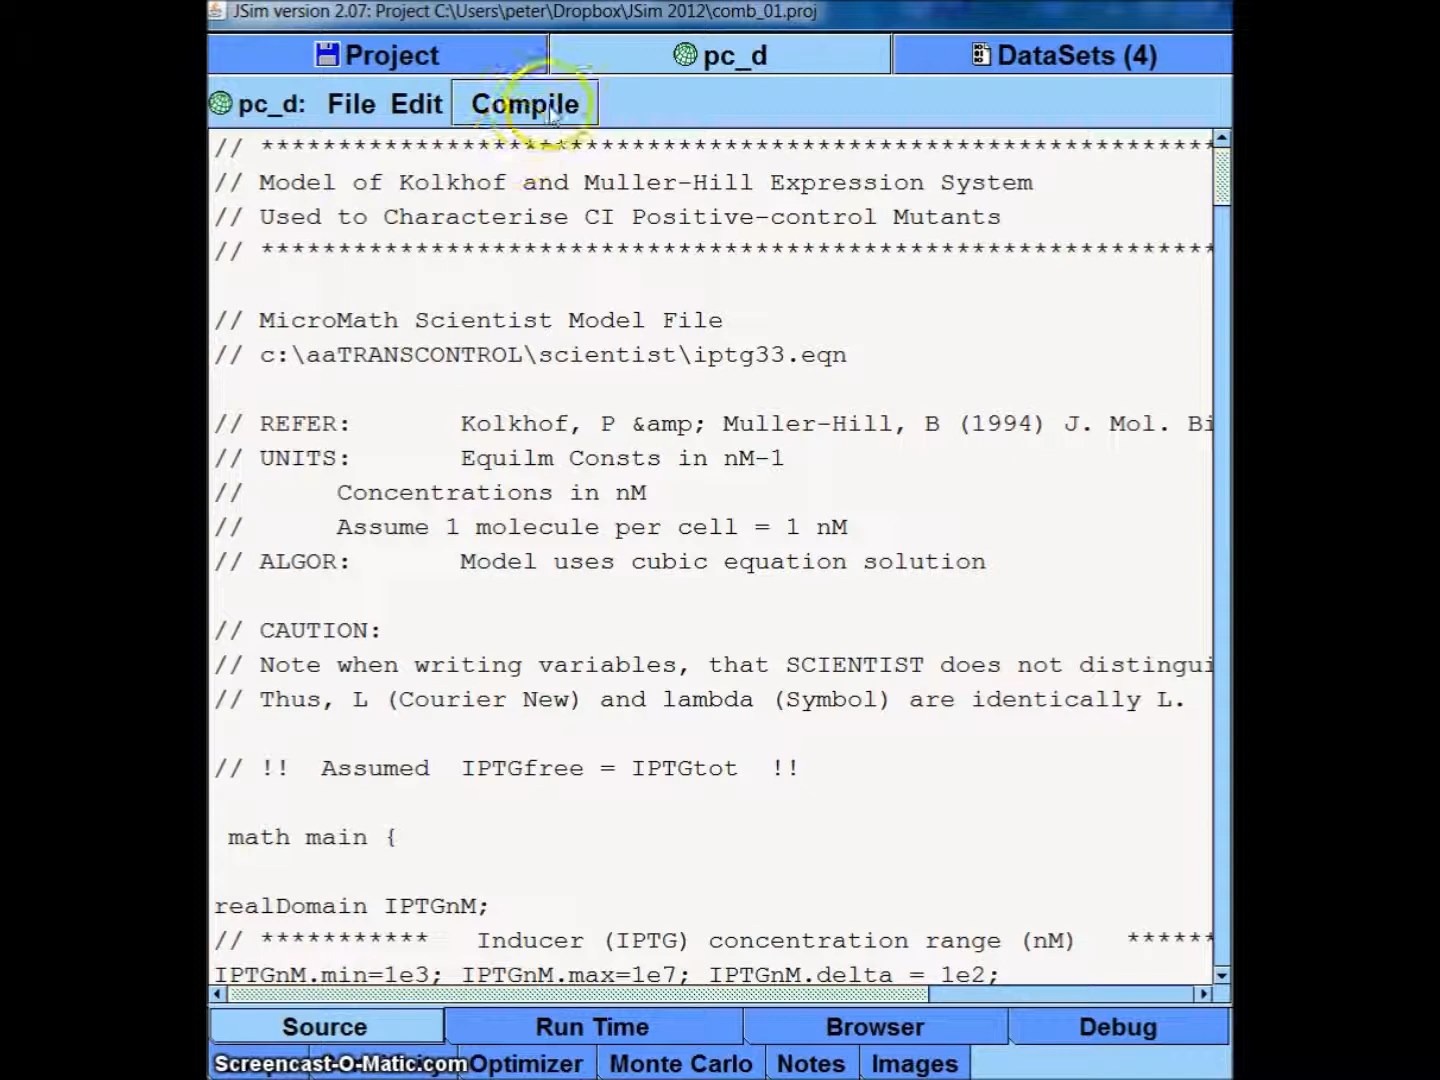 JSim version 2.07: Project C:\Users\peter\Dropbox\JSim 2012\comb_01.proj
Project pc_d DataSets (4)
pc_d: File Edit Compile
// **************************************************************
// Model of Kolkhof and Muller-Hill Expression System
// Used to Characterise CI Positive-control Mutants
// **************************************************************
// MicroMath Scientist Model File
// c:\aaTRANSCONTROL\scientist\iptg33.eqn
// REFER: Kolkhof, P &amp; Muller-Hill, B (1994) J. Mol. Bi
// UNITS: Equilm Consts in nM-1
// Concentrations in nM
// Assume 1 molecule per cell = 1 nM
// ALGOR: Model uses cubic equation solution
// CAUTION:
// Note when writing variables, that SCIENTIST does not distingui
// Thus, L (Courier New) and lambda (Symbol) are identically L.
// !! Assumed IPTGfree = IPTGtot !!
math main {
realDomain IPTGnM;
// *********** Inducer (IPTG) concentration range (nM) ******
IPTGnM.min=1e3; IPTGnM.max=1e7; IPTGnM.delta = 1e2;
Source Run Time Browser Debug
Screencast-O-Matic.com Optimizer Monte Carlo Notes Images